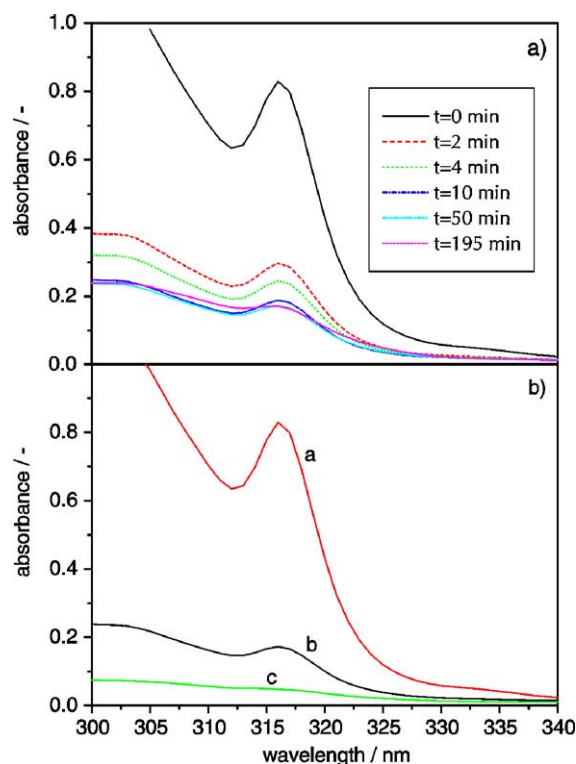 1.0
a)
0.8
t=0 min
t=2 min
0.6
t=4 min
t=10 min
0.4
t=50 min
t=195 min
0.2
0.0
absorbance / -
b)
0.8
a
0.6
0.4
0.2
b
c
0.0
absorbance / -
300 305 310 315 320 325 330 335 340
wavelength / nm